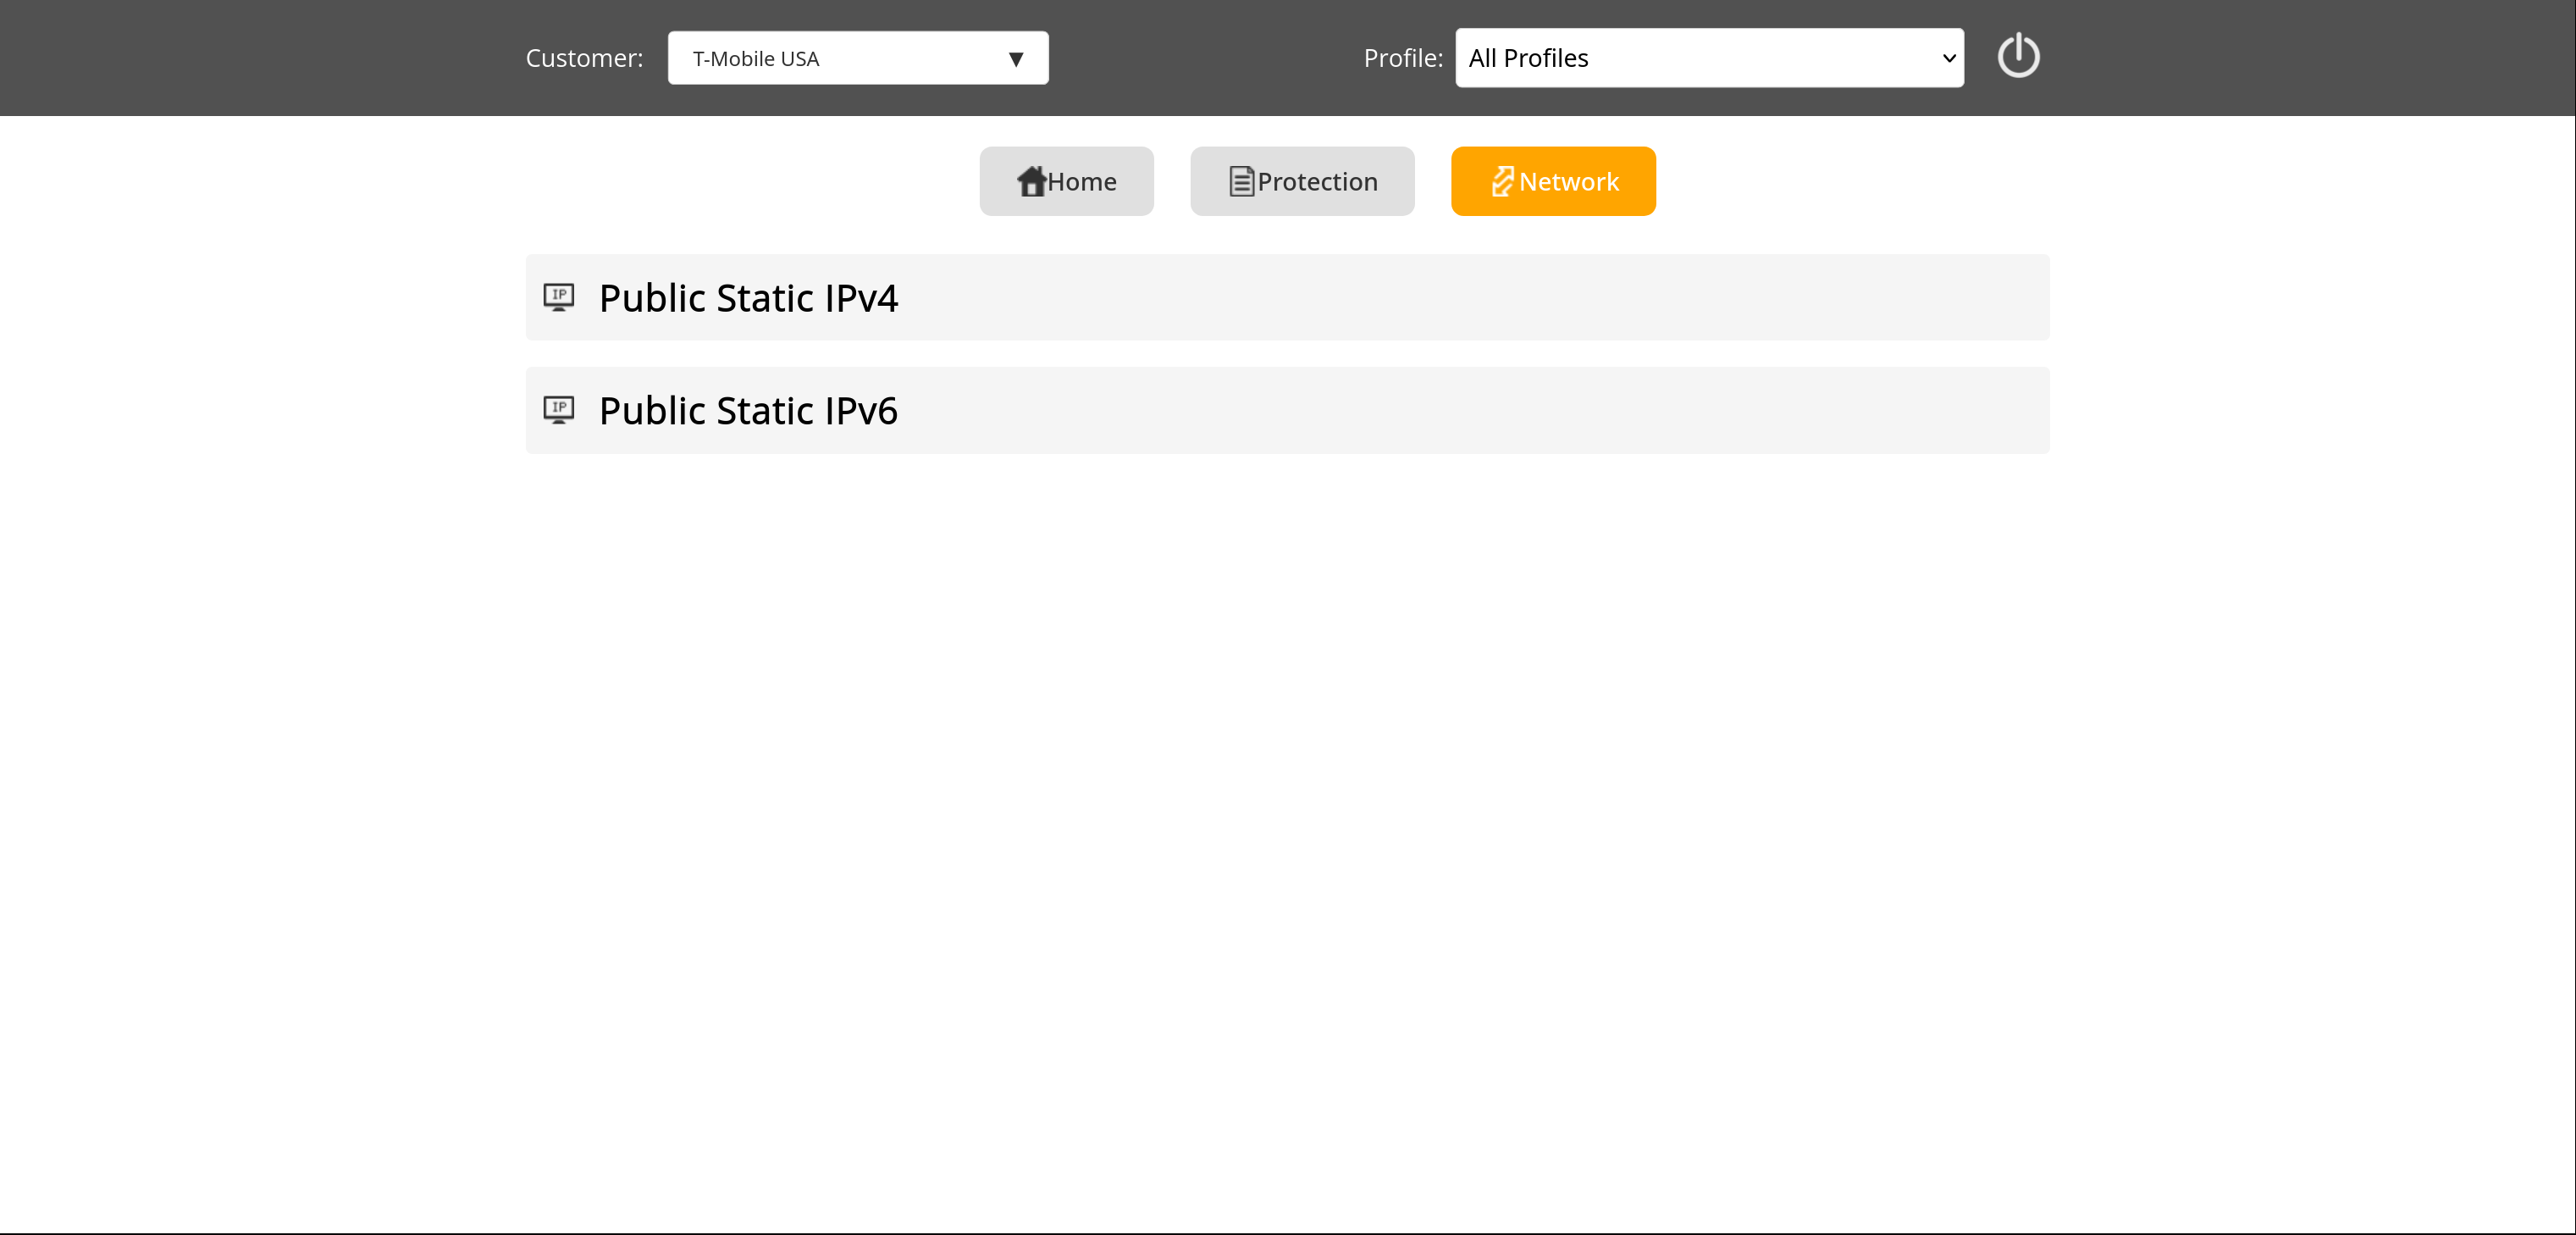 Customer: T-Mobile USA ▼ Profile: All Profiles
Home Protection Network
IP Public Static IPv4
IP Public Static IPv6